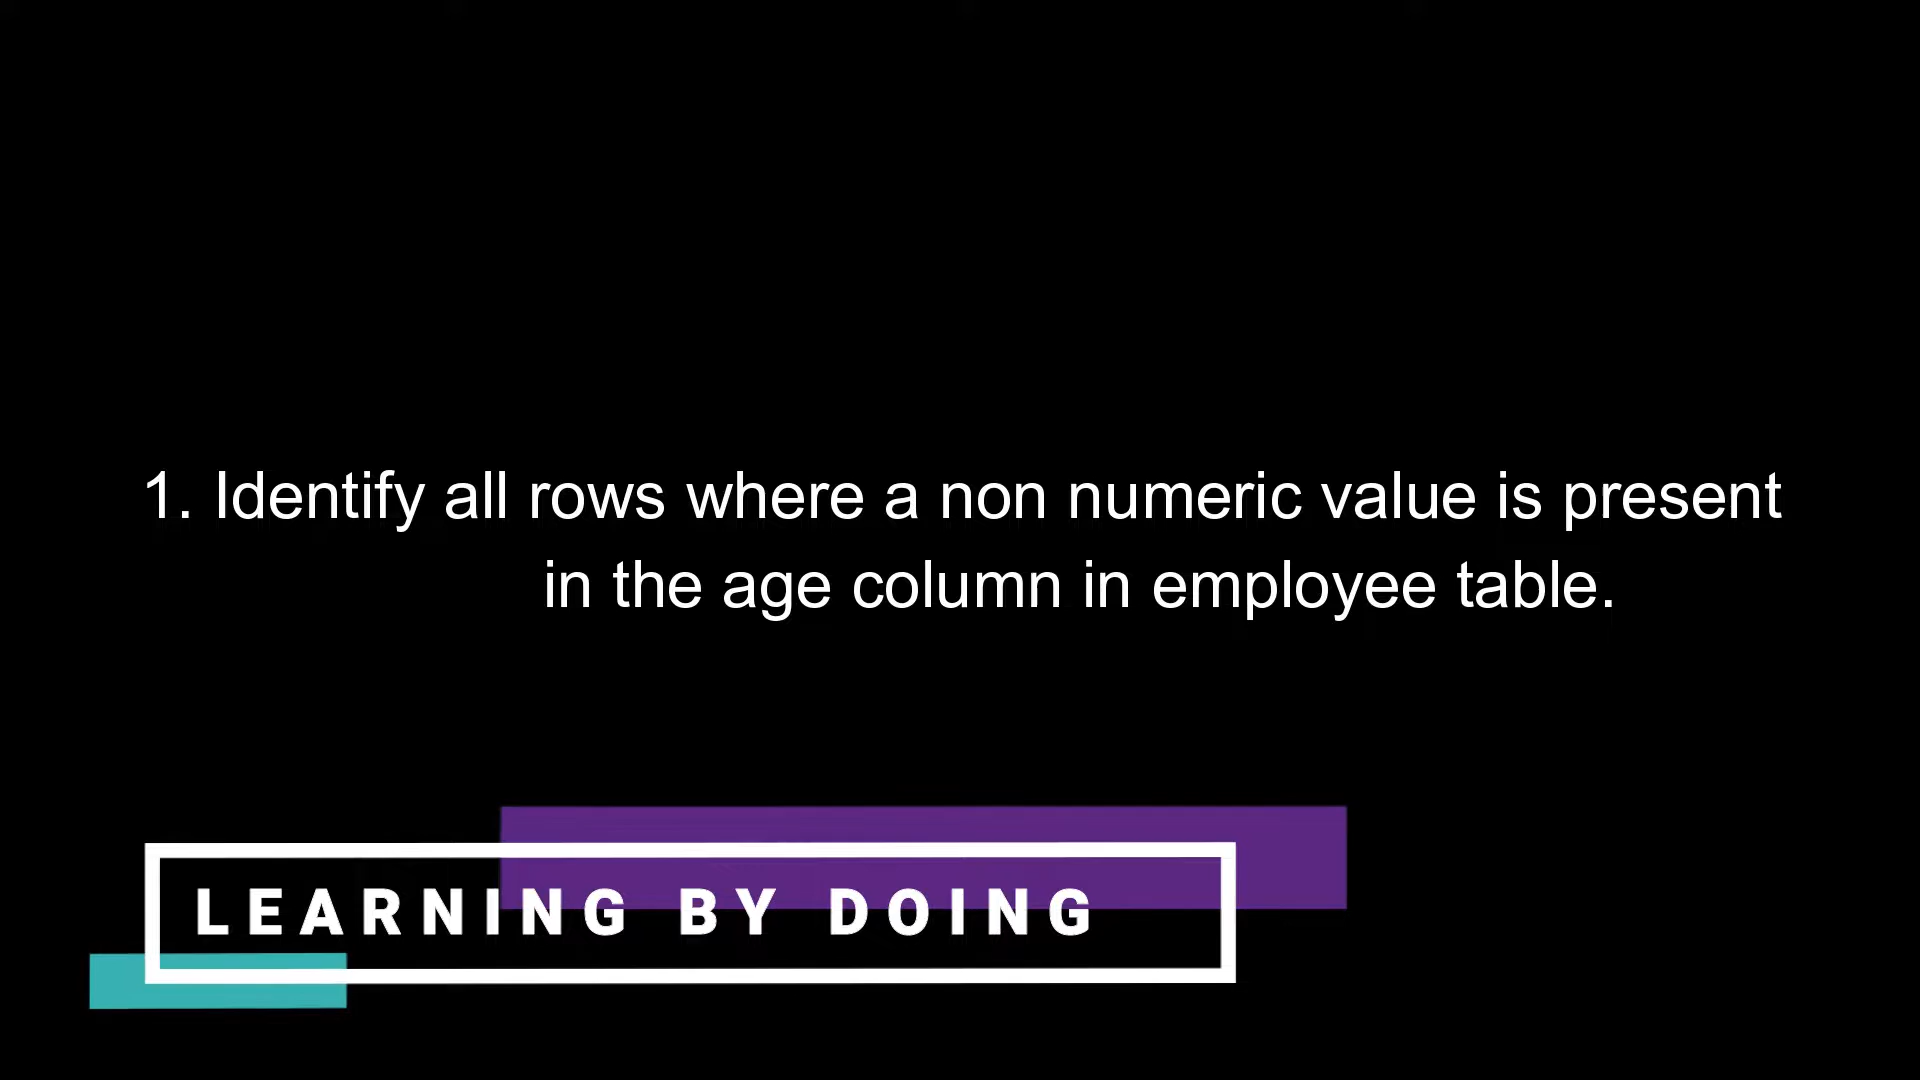 1. Identify all rows where a non numeric value is present
in the age column in employee table.
LEARNING BY DOING